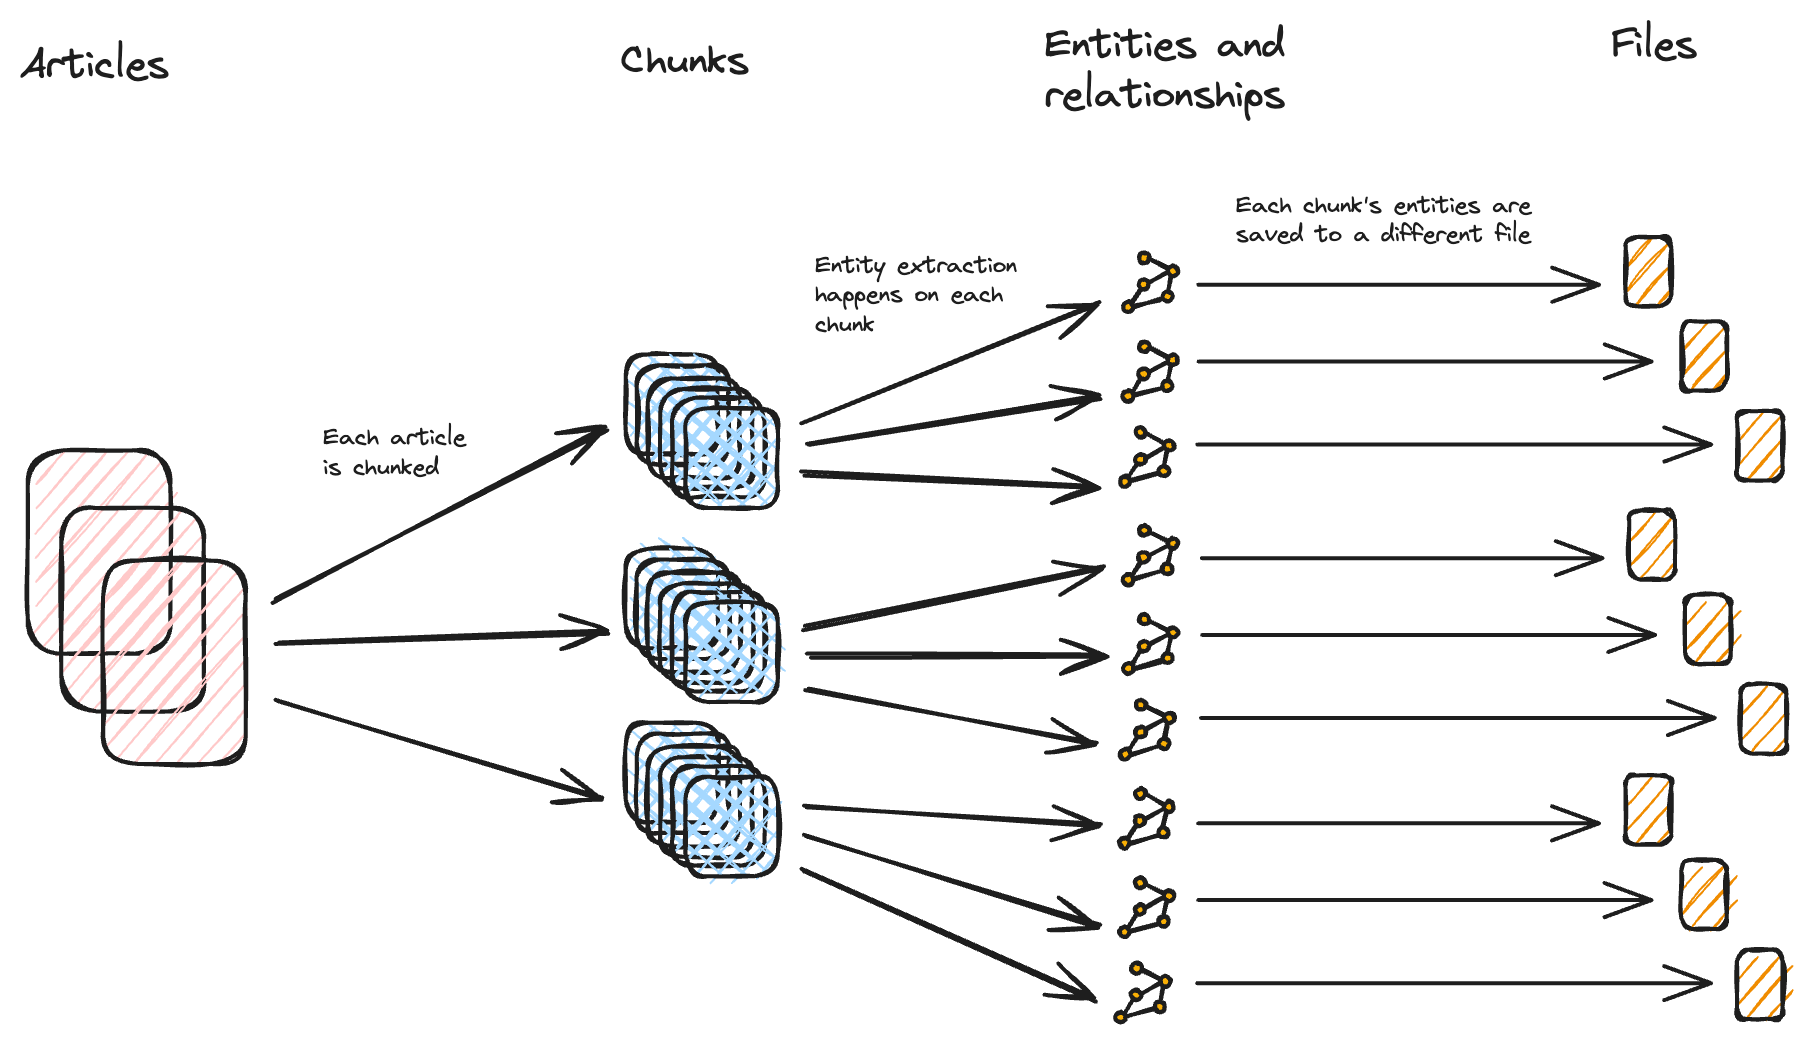 Articles
Chunks
Entities and
relationships
Files
Each article
is chunked
Entity extraction
happens on each
chunk
Each chunk's entities are
saved to a different file